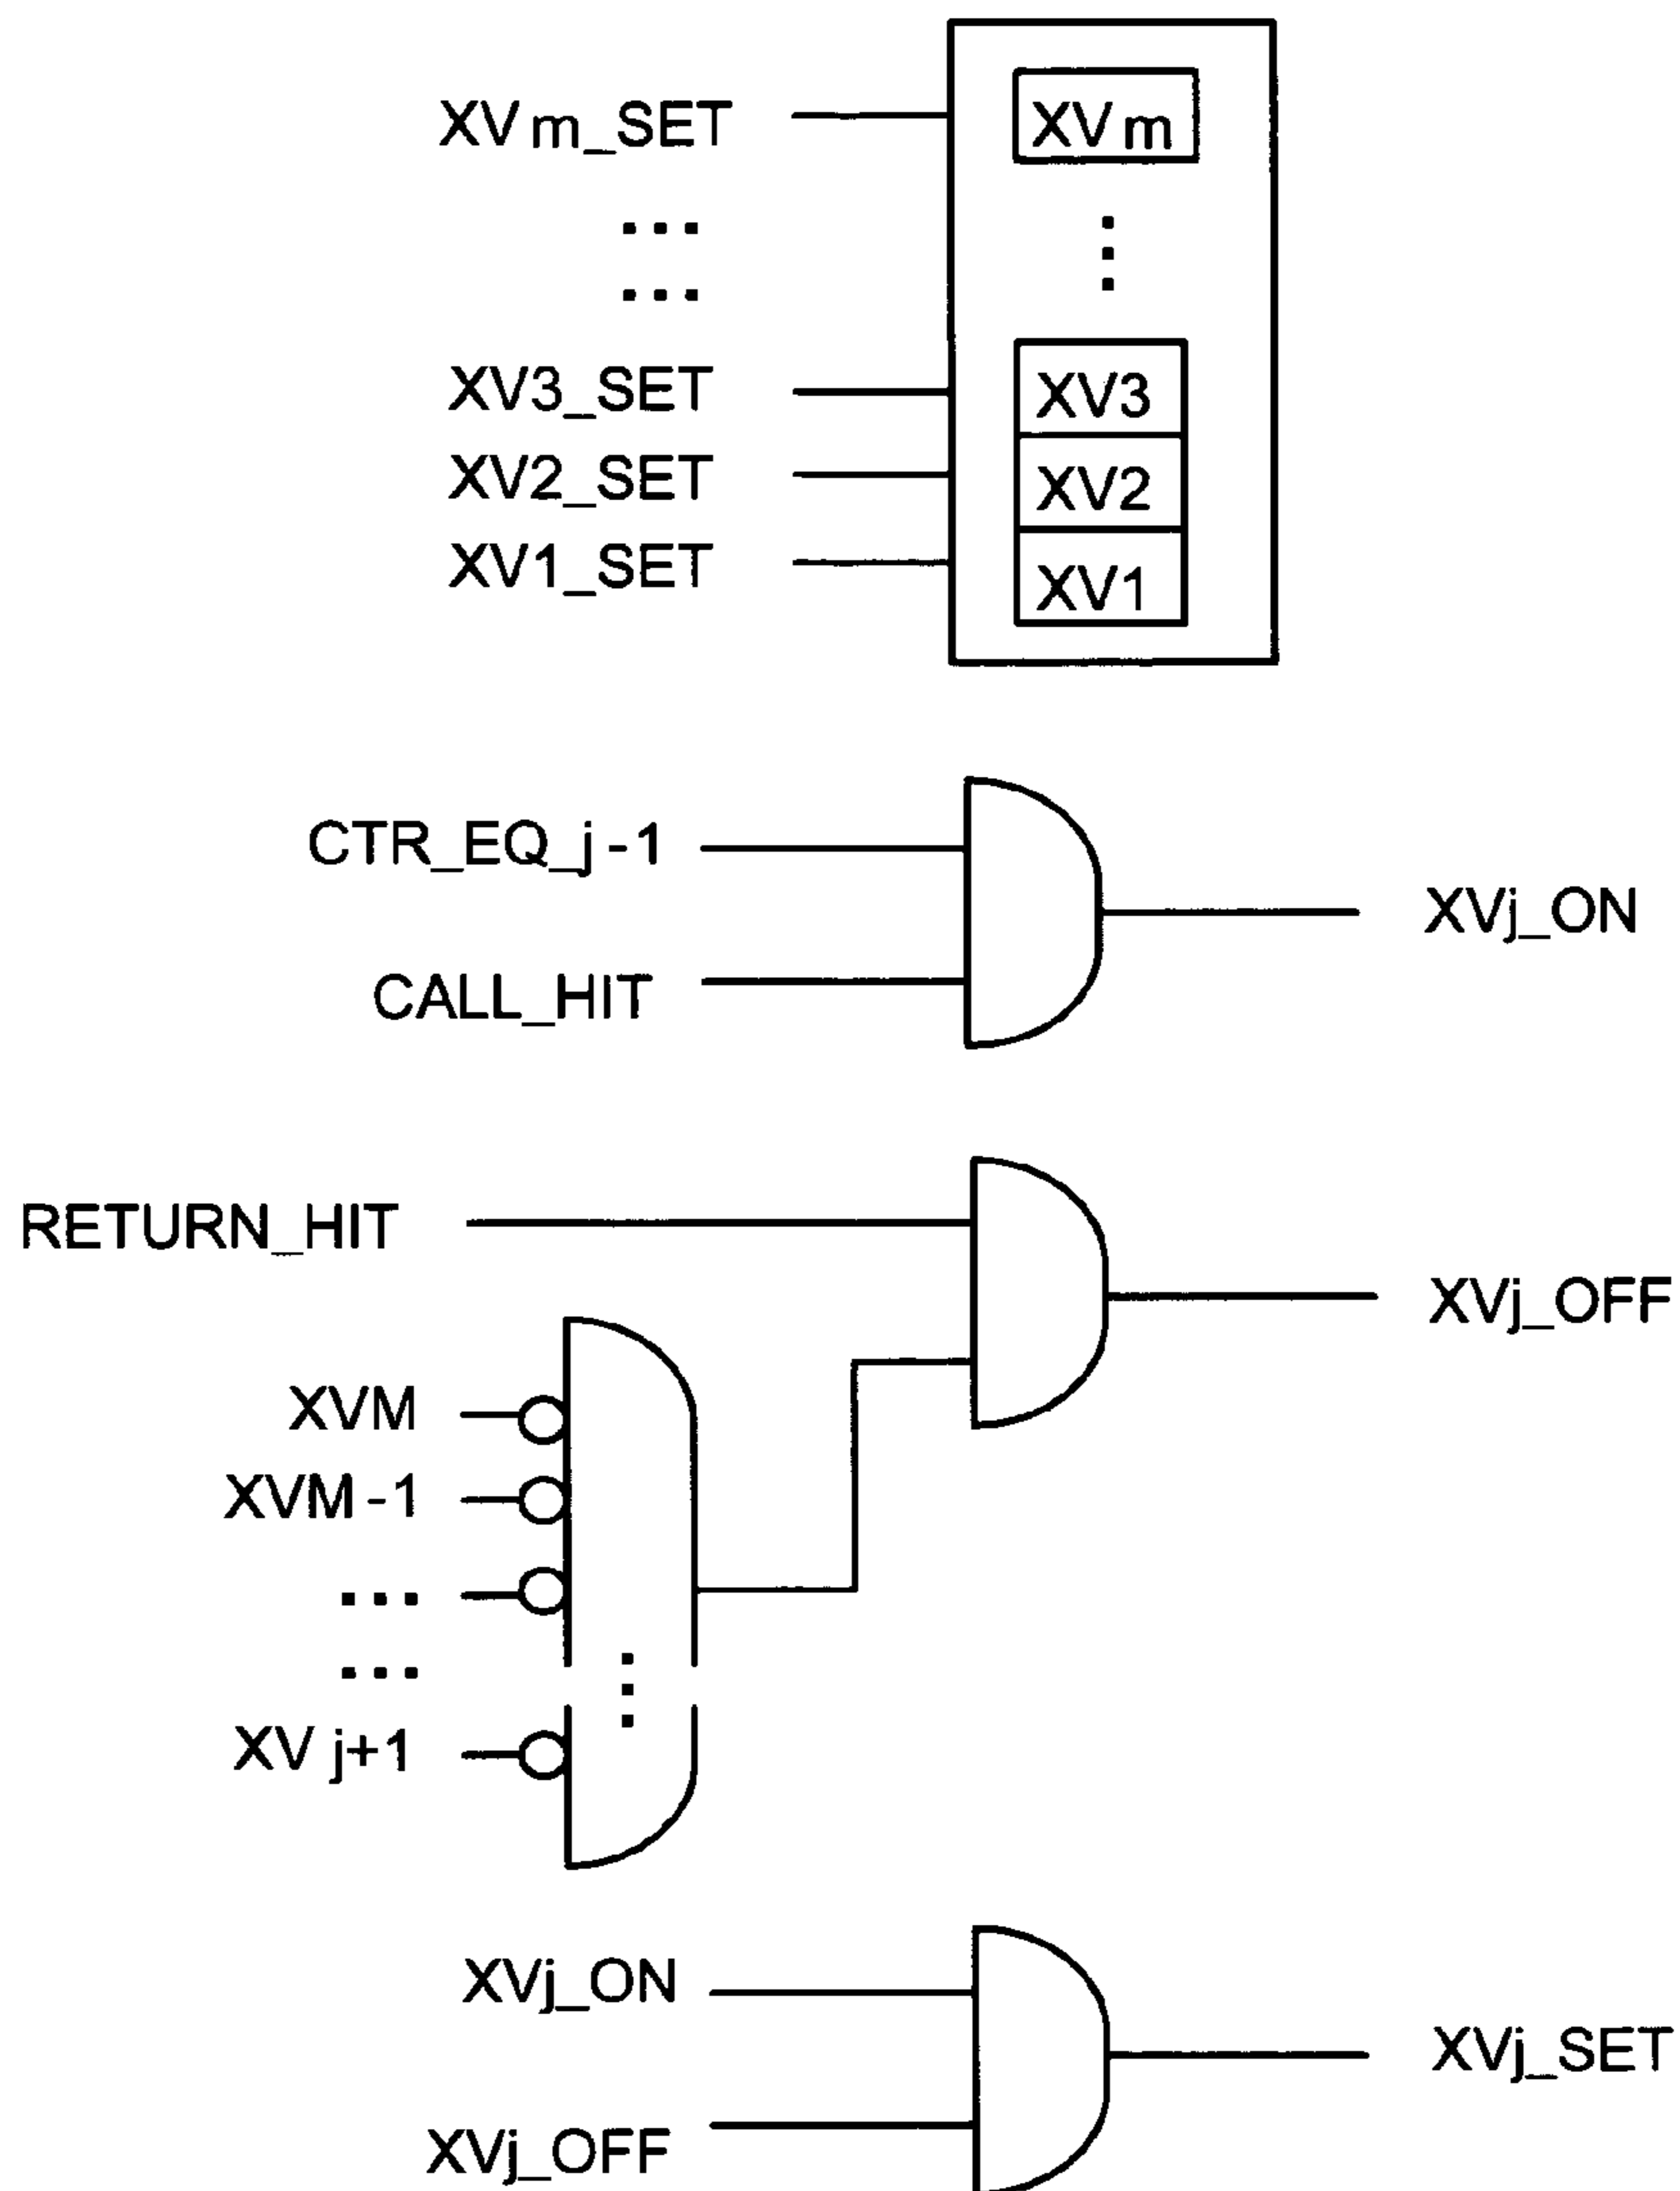 XVm_SET
XVm
...
...
XV3_SET
XV3
XV2_SET
XV2
XV1_SET
XV1
CTR_EQ_j-1
XVj_ON
CALL_HIT
RETURN_HIT
XVj_OFF
XVM
XVM-1
...
...
XV j+1
XVj_ON
XVj_SET
XVj_OFF